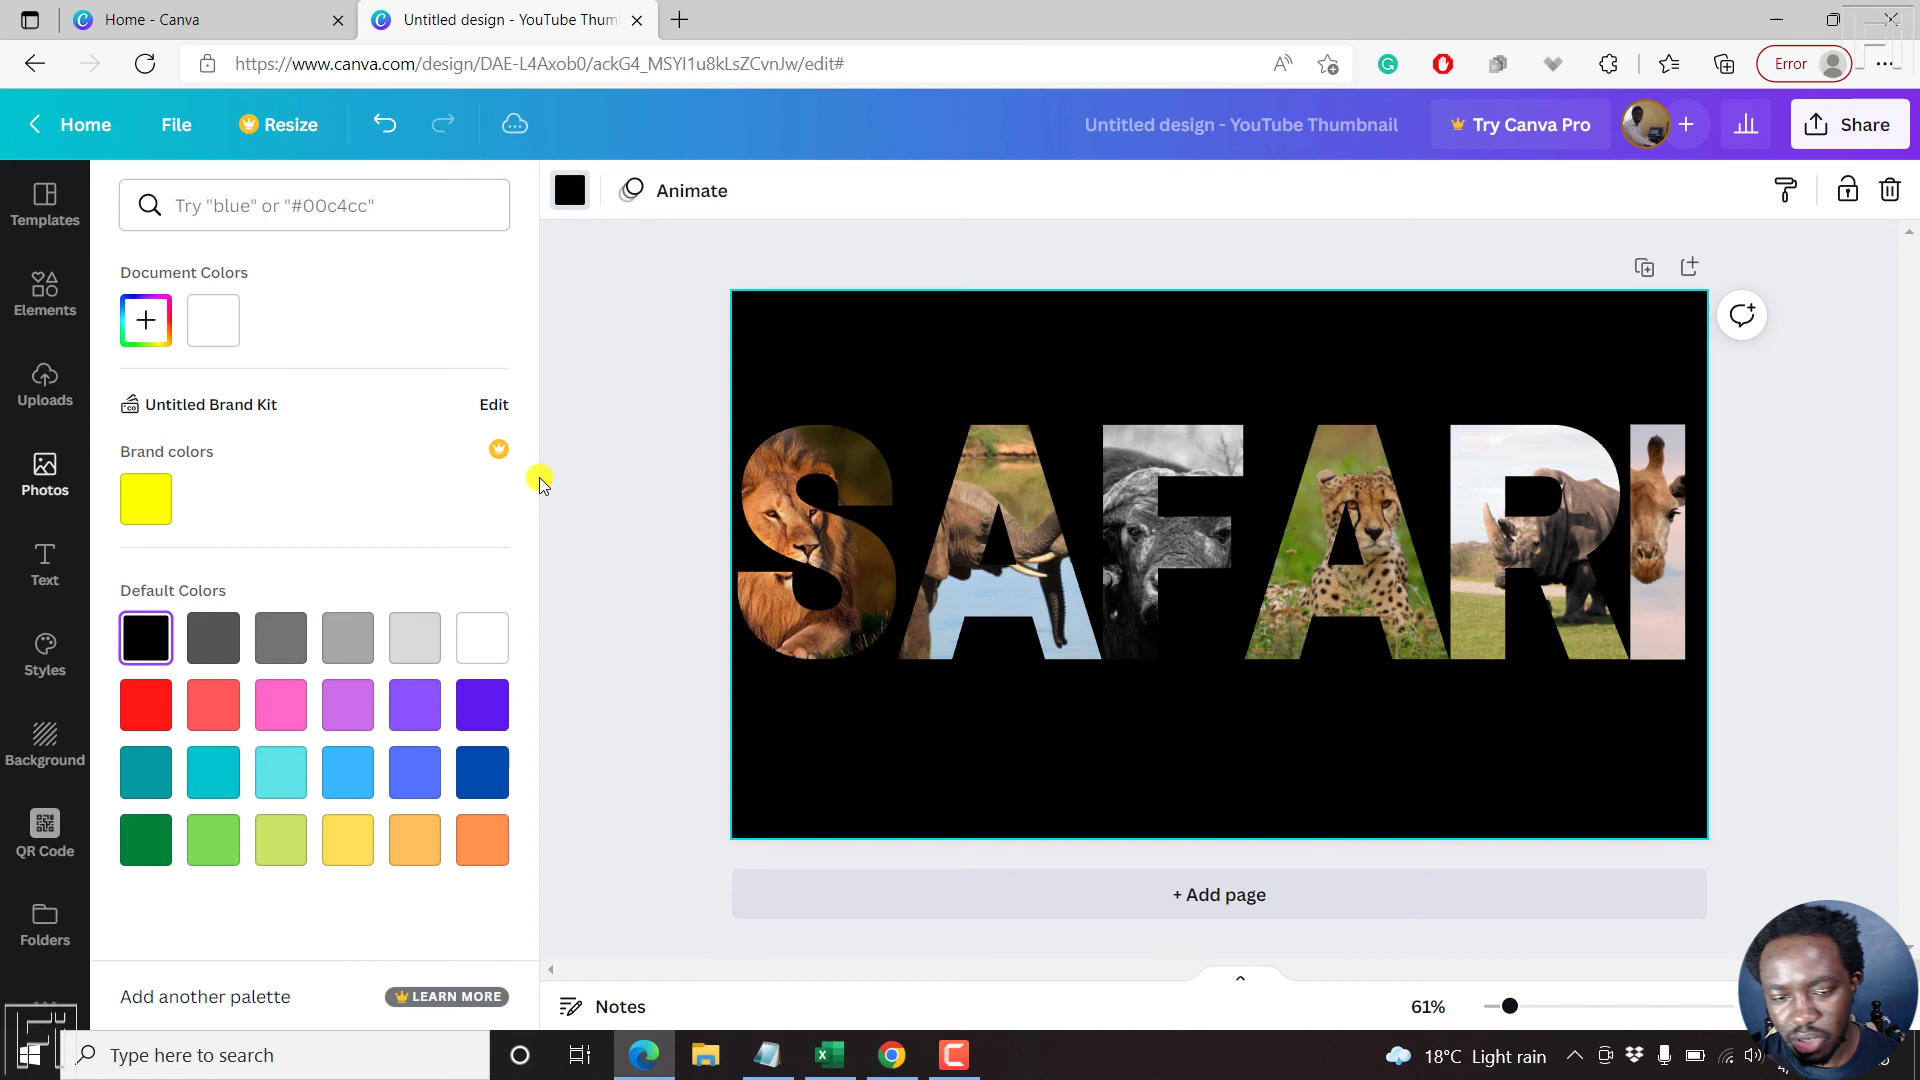 Home - Canva
Untitled design - YouTube Thum
https://www.canva.com/design/DAE-L4Axob0/ackG4_MSYI1u8kLsZCvnJw/edit#
Error
Home
File
Resize
Untitled design - YouTube Thumbnail
Try Canva Pro
Share
Templates
Elements
Uploads
Photos
Text
Styles
Background
QR Code
Folders
Try "blue" or "#00c4cc"
Document Colors
Untitled Brand Kit
Edit
Brand colors
Default Colors
Add another palette
LEARN MORE
Animate
SAFARI
+ Add page
Notes
61%
Type here to search
18°C Light rain